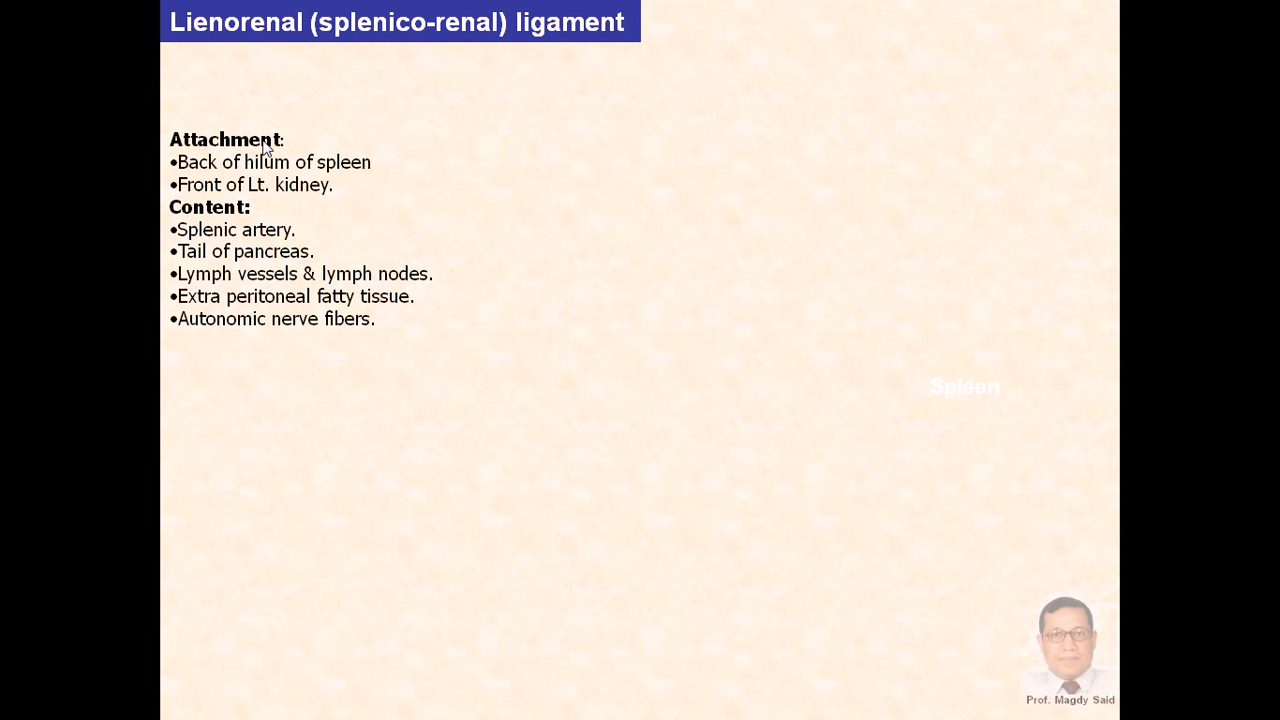 Lienorenal (splenico-renal) ligament
Attachment:
•Back of hilum of spleen
•Front of Lt. kidney.
Content:
•Splenic artery.
•Tail of pancreas.
•Lymph vessels & lymph nodes.
•Extra peritoneal fatty tissue.
•Autonomic nerve fibers.
Spleen
Prof. Magdy Said